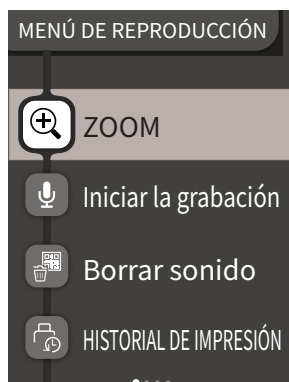 MENÚ DE REPRODUCCIÓN
ZOOM
Iniciar la grabación
Borrar sonido
HISTORIAL DE IMPRESIÓN